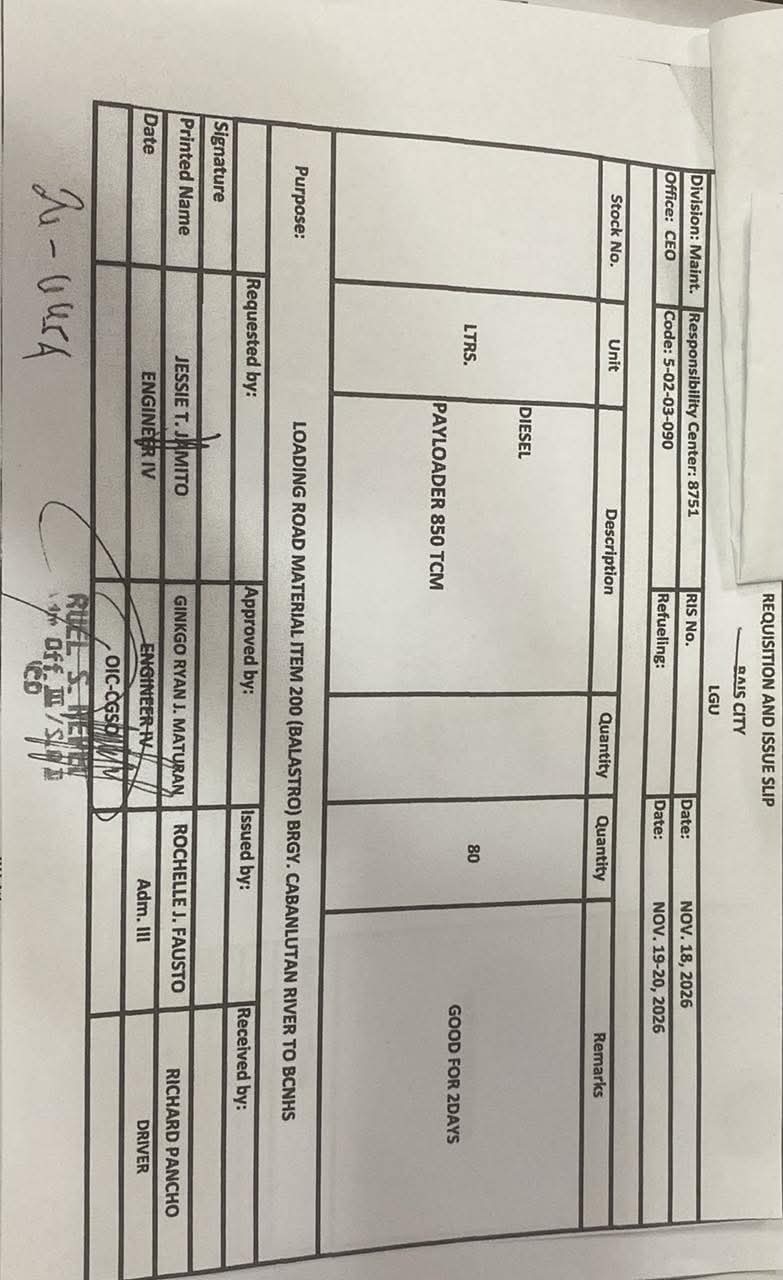 REQUISITION AND ISSUE SLIP
BAIS CITY
LGU
Division: Maint. Responsibility Center: 8751 RIS No. Date: NOV. 18, 2026
Office: CEO Code: 5-02-03-090 Refueling: Date: NOV. 19-20, 2026
Stock No. Unit Description Quantity Quantity Remarks
DIESEL
LTRS. 80 GOOD FOR 2DAYS
PAYLOADER 850 TCM
Purpose: LOADING ROAD MATERIAL ITEM 200 (BALASTRO) BRGY. CABANLUTAN RIVER TO BCNHS
Requested by: Approved by: Issued by: Received by:
Signature
Printed Name JESSIE T. JAMITO GINKGO RYAN J. MATURAN ROCHELLE J. FAUSTO RICHARD PANCHO
Date ENGINEER IV ENGINEER IV Adm. III DRIVER
OIC-CGSO
RUEL S.
Off. III /